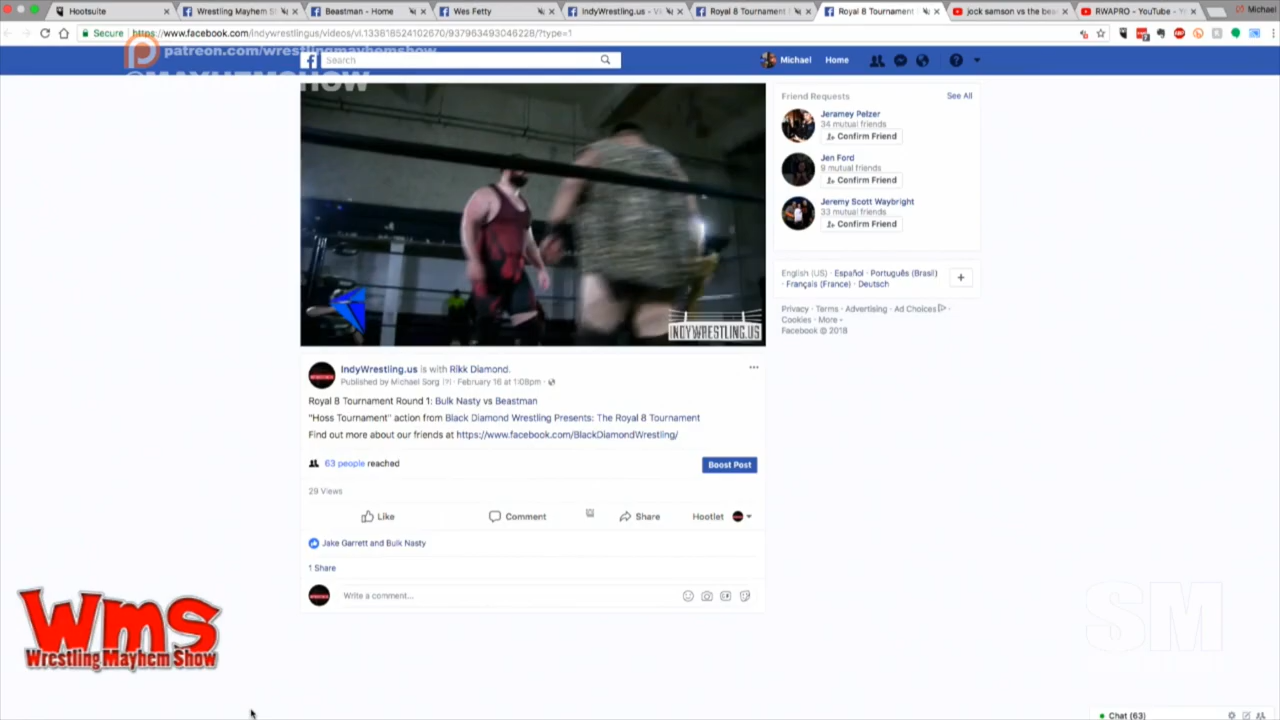 Hootsuite
Wrestling Mayhem S
Beastman - Home
Wes Fetty
IndyWrestling.us - V
Royal 8 Tournament
Royal 8 Tournament
jock samson vs the be
RWAPRO - YouTube - Y
Michael
Secure
https://www.facebook.com/indywrestlingus/videos/vl.1338185241026​70/937963493046228/?type=1
patreon.com/wrestlingmayhemshow
@MAYHEMSHOW
Search
Michael
Home
Friend Requests
See All
Jeramey Pelzer
34 mutual friends
Confirm Friend
Jen Ford
9 mutual friends
Confirm Friend
Jeremy Scott Waybright
33 mutual friends
Confirm Friend
English (US) · Español · Português (Brasil)
· Français (France) · Deutsch
Privacy · Terms · Advertising · Ad Choices ·
Cookies · More
Facebook © 2018
INDYWRESTLING.US
IndyWrestling.us is with Rikk Diamond.
Published by Michael Sorg [?] · February 16 at 1:08pm ·
Royal 8 Tournament Round 1: Bulk Nasty vs Beastman
"Hoss Tournament" action from Black Diamond Wrestling Presents: The Royal 8 Tournament
Find out more about our friends at https://www.facebook.com/BlackDiamondWrestling/
63 people reached
Boost Post
29 Views
Like
Comment
Share
Hootlet
Jake Garrett and Bulk Nasty
1 Share
Write a comment...
Wms
Wrestling Mayhem Show
SM
Chat (63)